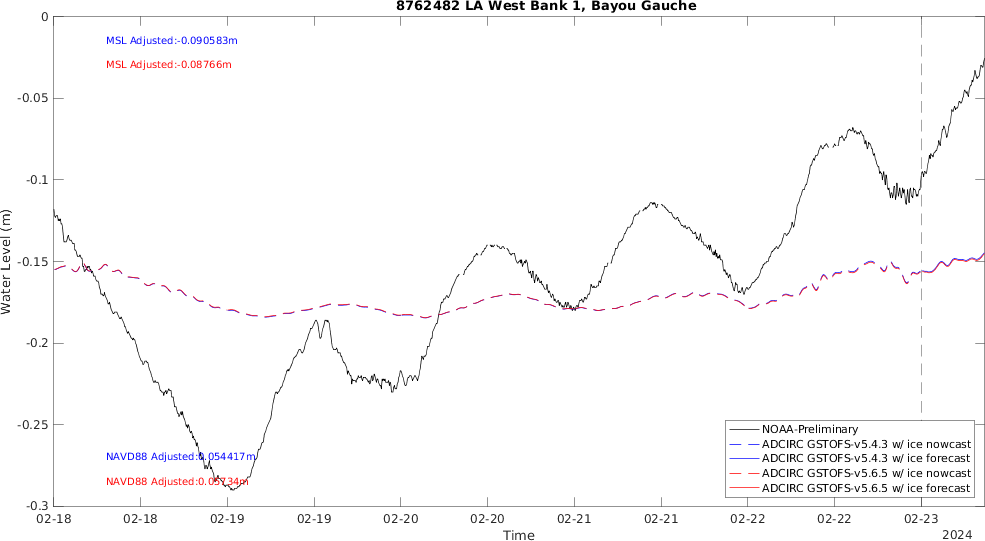 8762482 LA West Bank 1, Bayou Gauche
0
MSL Adjusted:-0.090583m
MSL Adjusted:-0.08766m
-0.05
-0.1
-0.15
-0.2
-0.25
-0.3
Water Level (m)
NOAA-Preliminary
ADCIRC GSTOFS-v5.4.3 w/ ice nowcast
ADCIRC GSTOFS-v5.4.3 w/ ice forecast
ADCIRC GSTOFS-v5.6.5 w/ ice nowcast
ADCIRC GSTOFS-v5.6.5 w/ ice forecast
NAVD88 Adjusted:0.054417m
NAVD88 Adjusted:0.05734m
02-18 02-18 02-19 02-19 02-20 02-20 02-21 02-21 02-22 02-22 02-23
Time
2024